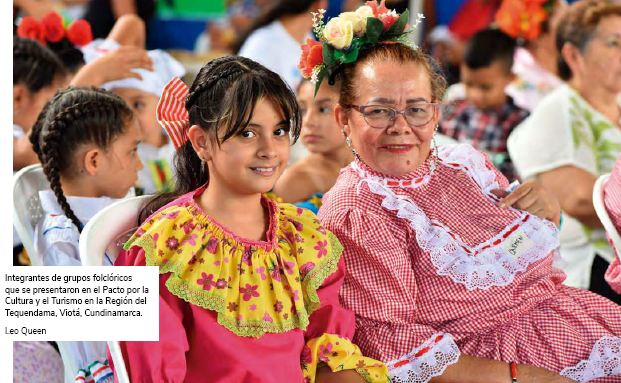 Integrantes de grupos folclóricos
que se presentaron en el Pacto por la
Cultura y el Turismo en la Región del
Tequendama, Viotá, Cundinamarca.
Leo Queen